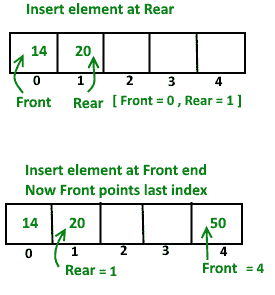 Insert element at Rear
14 20
0 1 2 3 4
Front Rear [ Front = 0 , Rear = 1 ]
Insert element at Front end
Now Front points last index
14 20 50
0 1 2 3 4
Rear = 1 Front = 4